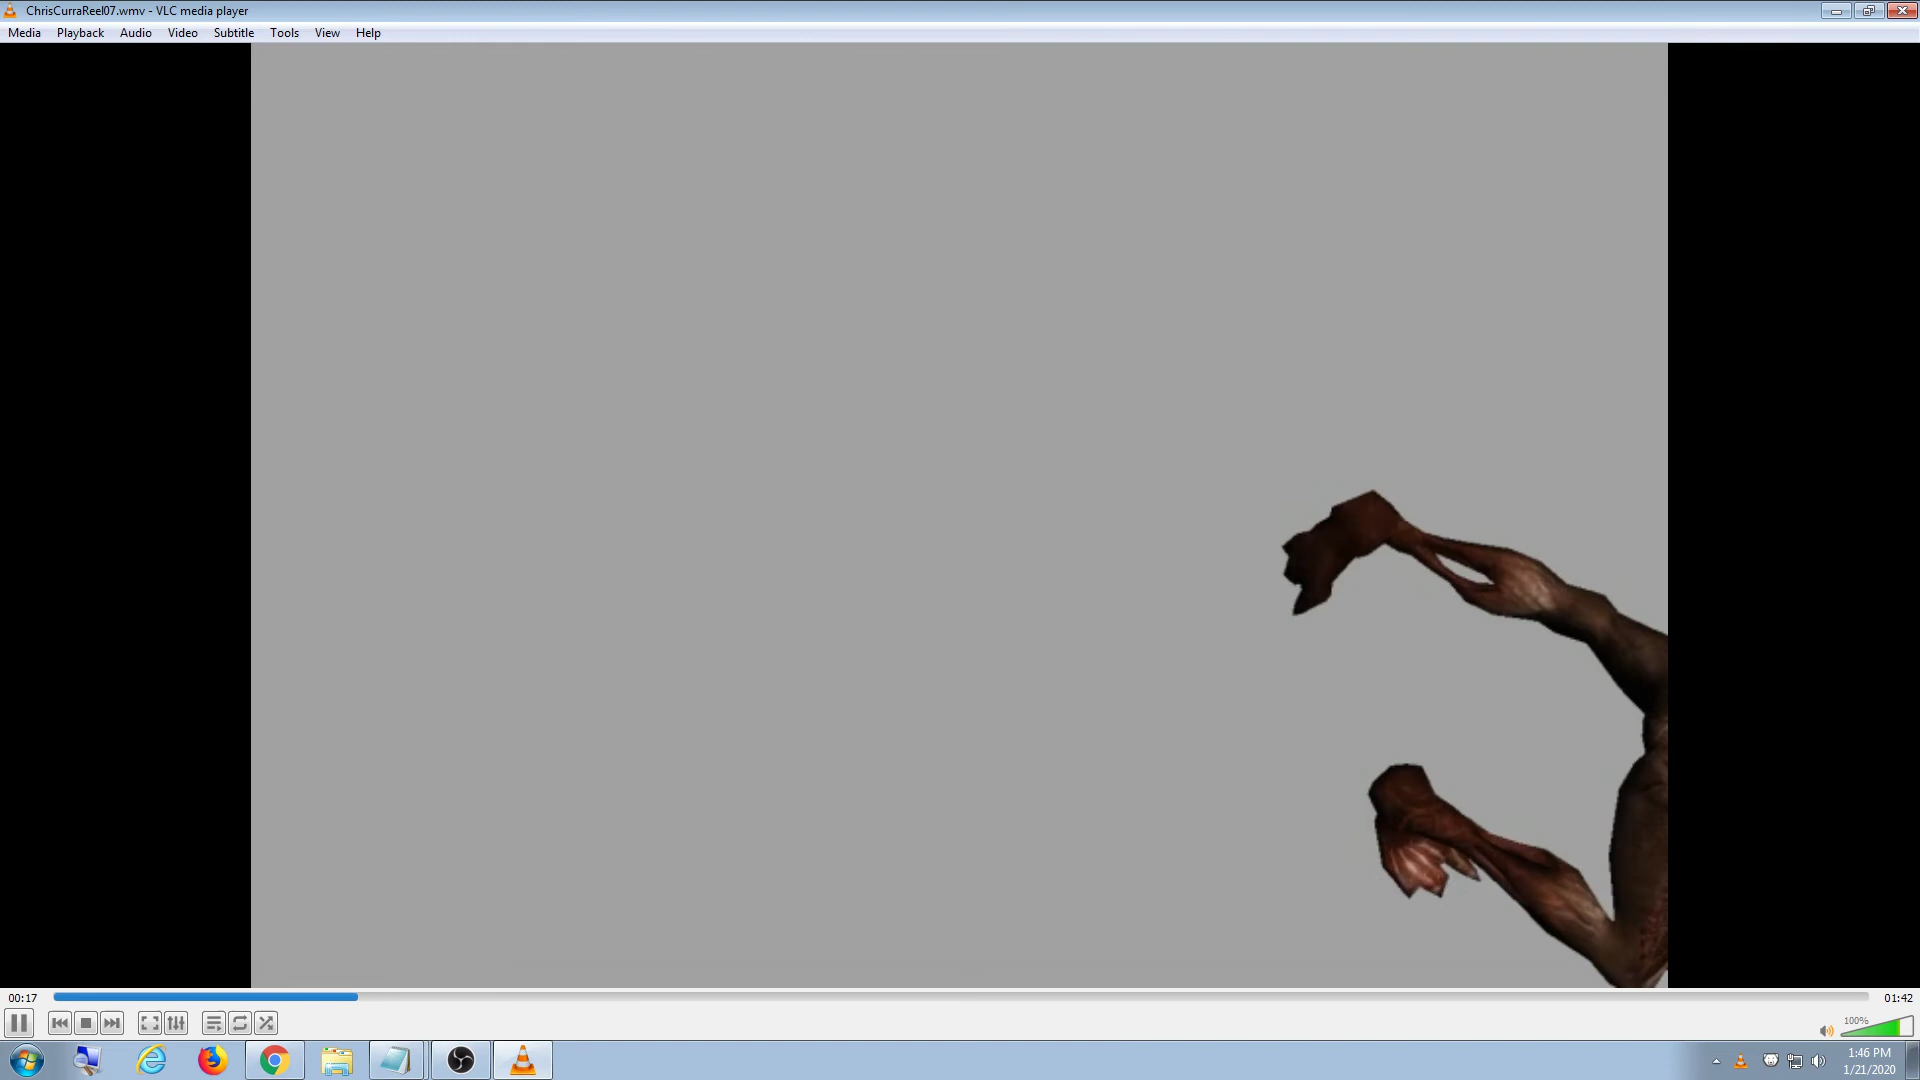 ChrisCurraReel07.wmv - VLC media player
Media Playback Audio Video Subtitle Tools View Help
00:17
01:42
100%
1:46 PM
1/21/2020